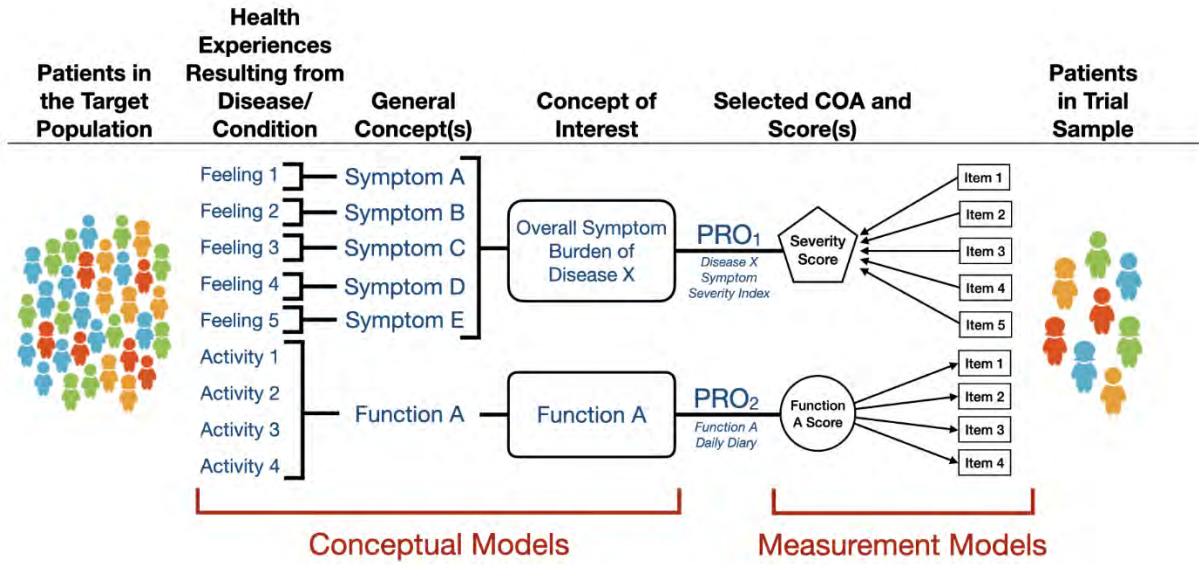 Patients in
the Target
Population
Health
Experiences
Resulting from
Disease/
Condition
General
Concept(s)
Concept of
Interest
Selected COA and
Score(s)
Patients
in Trial
Sample
Feeling 1
Feeling 2
Feeling 3
Feeling 4
Feeling 5
Activity 1
Activity 2
Activity 3
Activity 4
Symptom A
Symptom B
Symptom C
Symptom D
Symptom E
Function A
Overall Symptom
Burden of
Disease X
Function A
PRO₁
Disease X
Symptom
Severity Index
PRO₂
Function A
Daily Diary
Severity
Score
Function
A Score
Item 1
Item 2
Item 3
Item 4
Item 5
Item 1
Item 2
Item 3
Item 4
Conceptual Models
Measurement Models